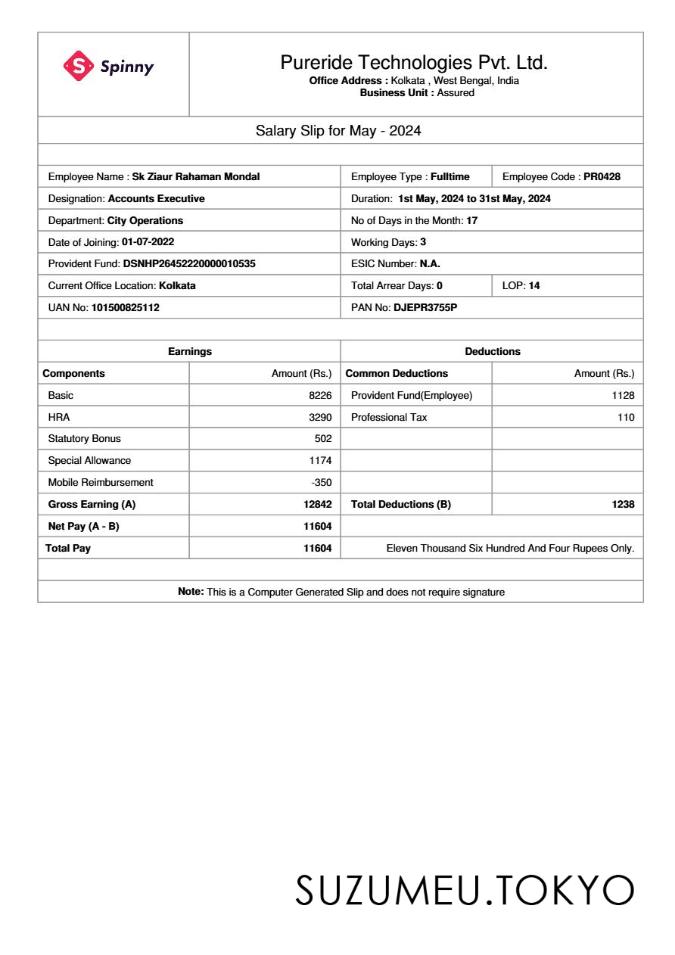 Spinny
Pureride Technologies Pvt. Ltd.
Office Address : Kolkata , West Bengal, India
Business Unit : Assured
Salary Slip for May - 2024
Employee Name : Sk Ziaur Rahaman Mondal Employee Type : Fulltime Employee Code : PR0428
Designation: Accounts Executive Duration: 1st May, 2024 to 31st May, 2024
Department: City Operations No of Days in the Month: 17
Date of Joining: 01-07-2022 Working Days: 3
Provident Fund: DSNHP26452220000010535 ESIC Number: N.A.
Current Office Location: Kolkata Total Arrear Days: 0 LOP: 14
UAN No: 101500825112 PAN No: DJEPR3755P
Earnings Deductions
Components Amount (Rs.) Common Deductions Amount (Rs.)
Basic 8226 Provident Fund(Employee) 1128
HRA 3290 Professional Tax 110
Statutory Bonus 502
Special Allowance 1174
Mobile Reimbursement -350
Gross Earning (A) 12842 Total Deductions (B) 1238
Net Pay (A - B) 11604
Total Pay 11604 Eleven Thousand Six Hundred And Four Rupees Only.
Note: This is a Computer Generated Slip and does not require signature
SUZUMEU.TOKYO